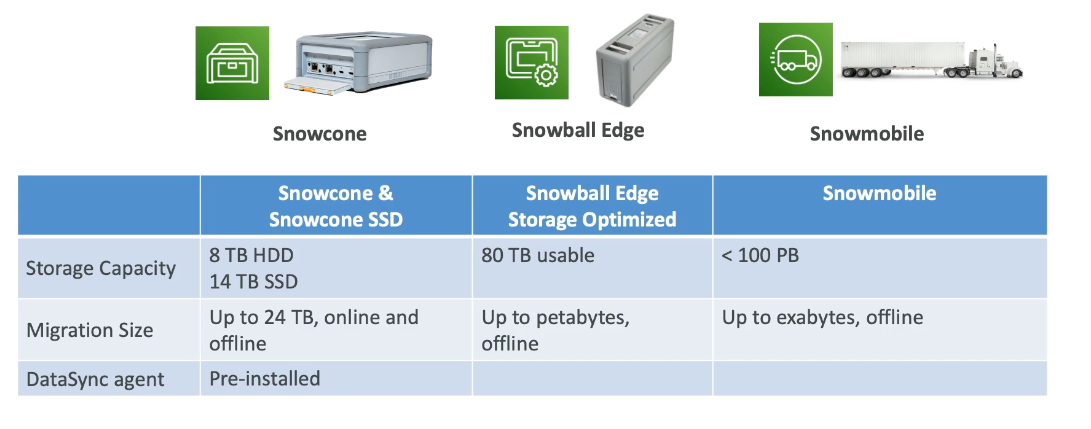 Snowcone
Snowball Edge
Snowmobile
Snowcone &
Snowcone SSD
Snowball Edge
Storage Optimized
Snowmobile
Storage Capacity
8 TB HDD
14 TB SSD
80 TB usable
< 100 PB
Migration Size
Up to 24 TB, online and
offline
Up to petabytes,
offline
Up to exabytes, offline
DataSync agent
Pre-installed